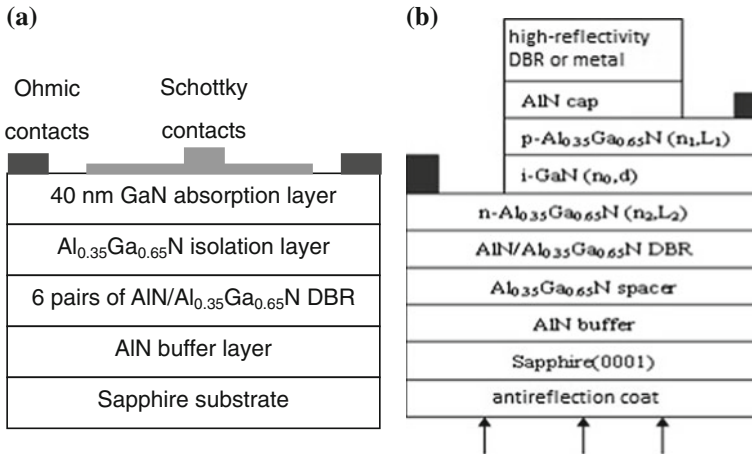 (a)
Ohmic
contacts
Schottky
contacts
40 nm GaN absorption layer
Al₀.₃₅Ga₀.₆₅N isolation layer
6 pairs of AlN/Al₀.₃₅Ga₀.₆₅N DBR
AlN buffer layer
Sapphire substrate
(b)
high-reflectivity
DBR or metal
AlN cap
p-Al₀.₃₅Ga₀.₆₅N (n₁,L₁)
i-GaN (n₀,d)
n-Al₀.₃₅Ga₀.₆₅N (n₂,L₂)
AlN/Al₀.₃₅Ga₀.₆₅N DBR
Al₀.₃₅Ga₀.₆₅N spacer
AlN buffer
Sapphire(0001)
antireflection coat